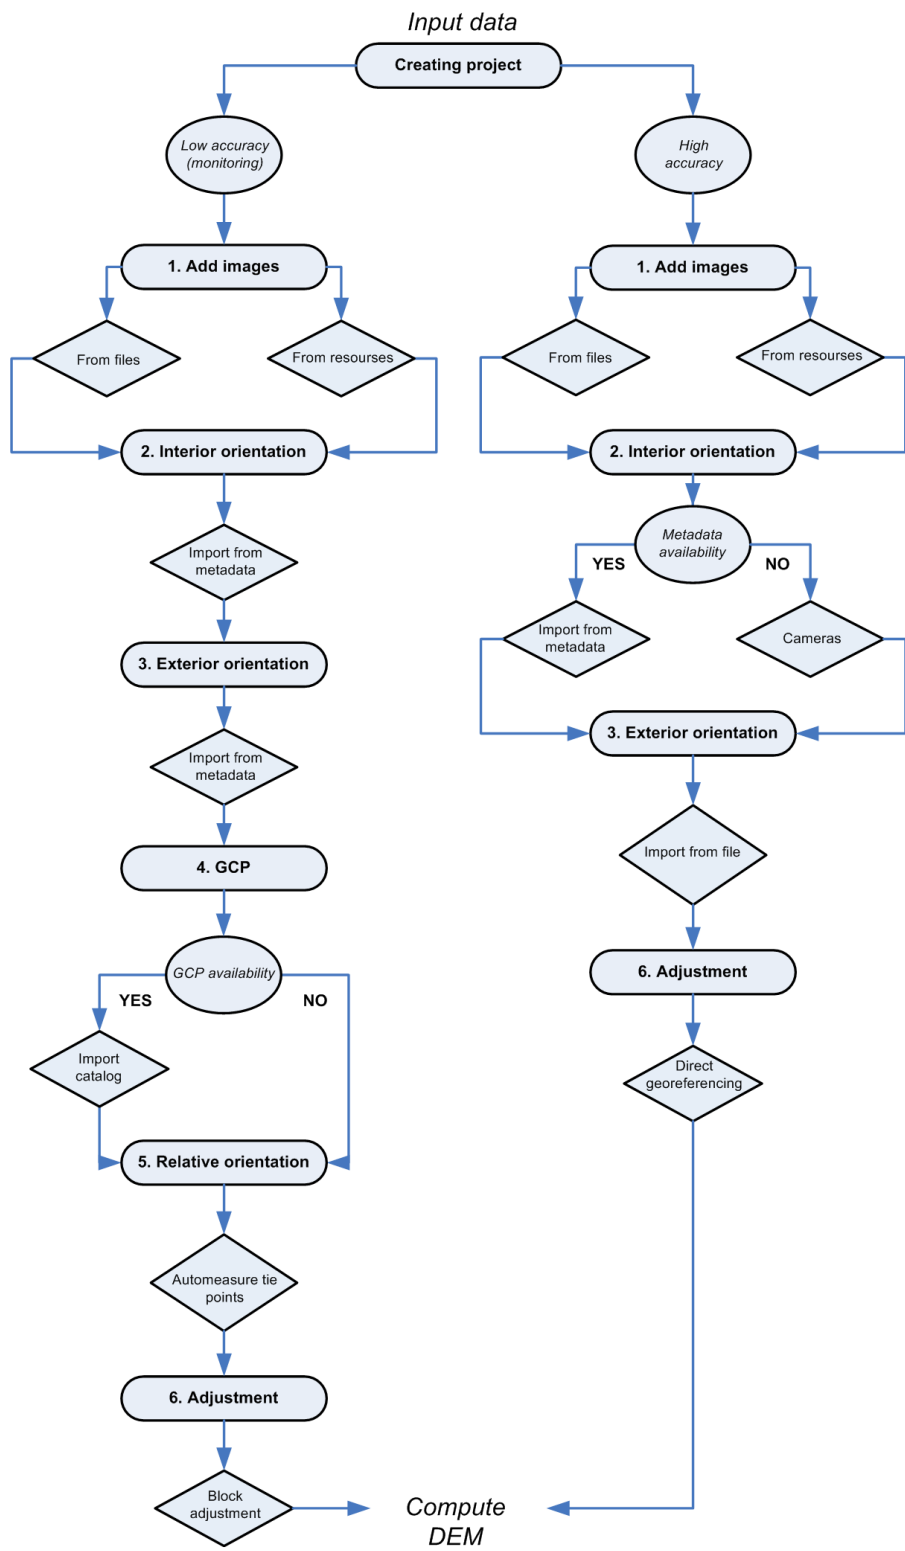 Input data
Creating project
Low accuracy
(monitoring)
1. Add images
From files
From resourses
2. Interior orientation
Import from
metadata
3. Exterior orientation
Import from
metadata
4. GCP
GCP availability
YES
NO
Import
catalog
5. Relative orientation
Automeasure tie
points
6. Adjustment
Block
adjustment
High
accuracy
1. Add images
From files
From resourses
2. Interior orientation
Metadata
availability
YES
NO
Import from
metadata
Cameras
3. Exterior orientation
Import from file
6. Adjustment
Direct
georeferencing
Compute
DEM